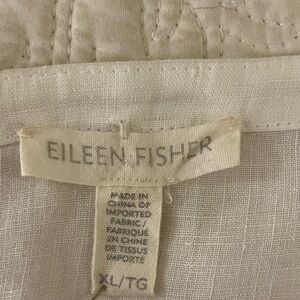 EILEEN FISHER
MADE IN
CHINA OF
IMPORTED
FABRIC/
FABRIQUÉ
EN CHINE
DE TISSUS
IMPORTÉ
XL/TG